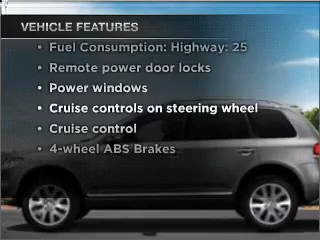 VEHICLE FEATURES
• Fuel Consumption: Highway: 25
• Remote power door locks
• Power windows
• Cruise controls on steering wheel
• Cruise control
• 4-wheel ABS Brakes